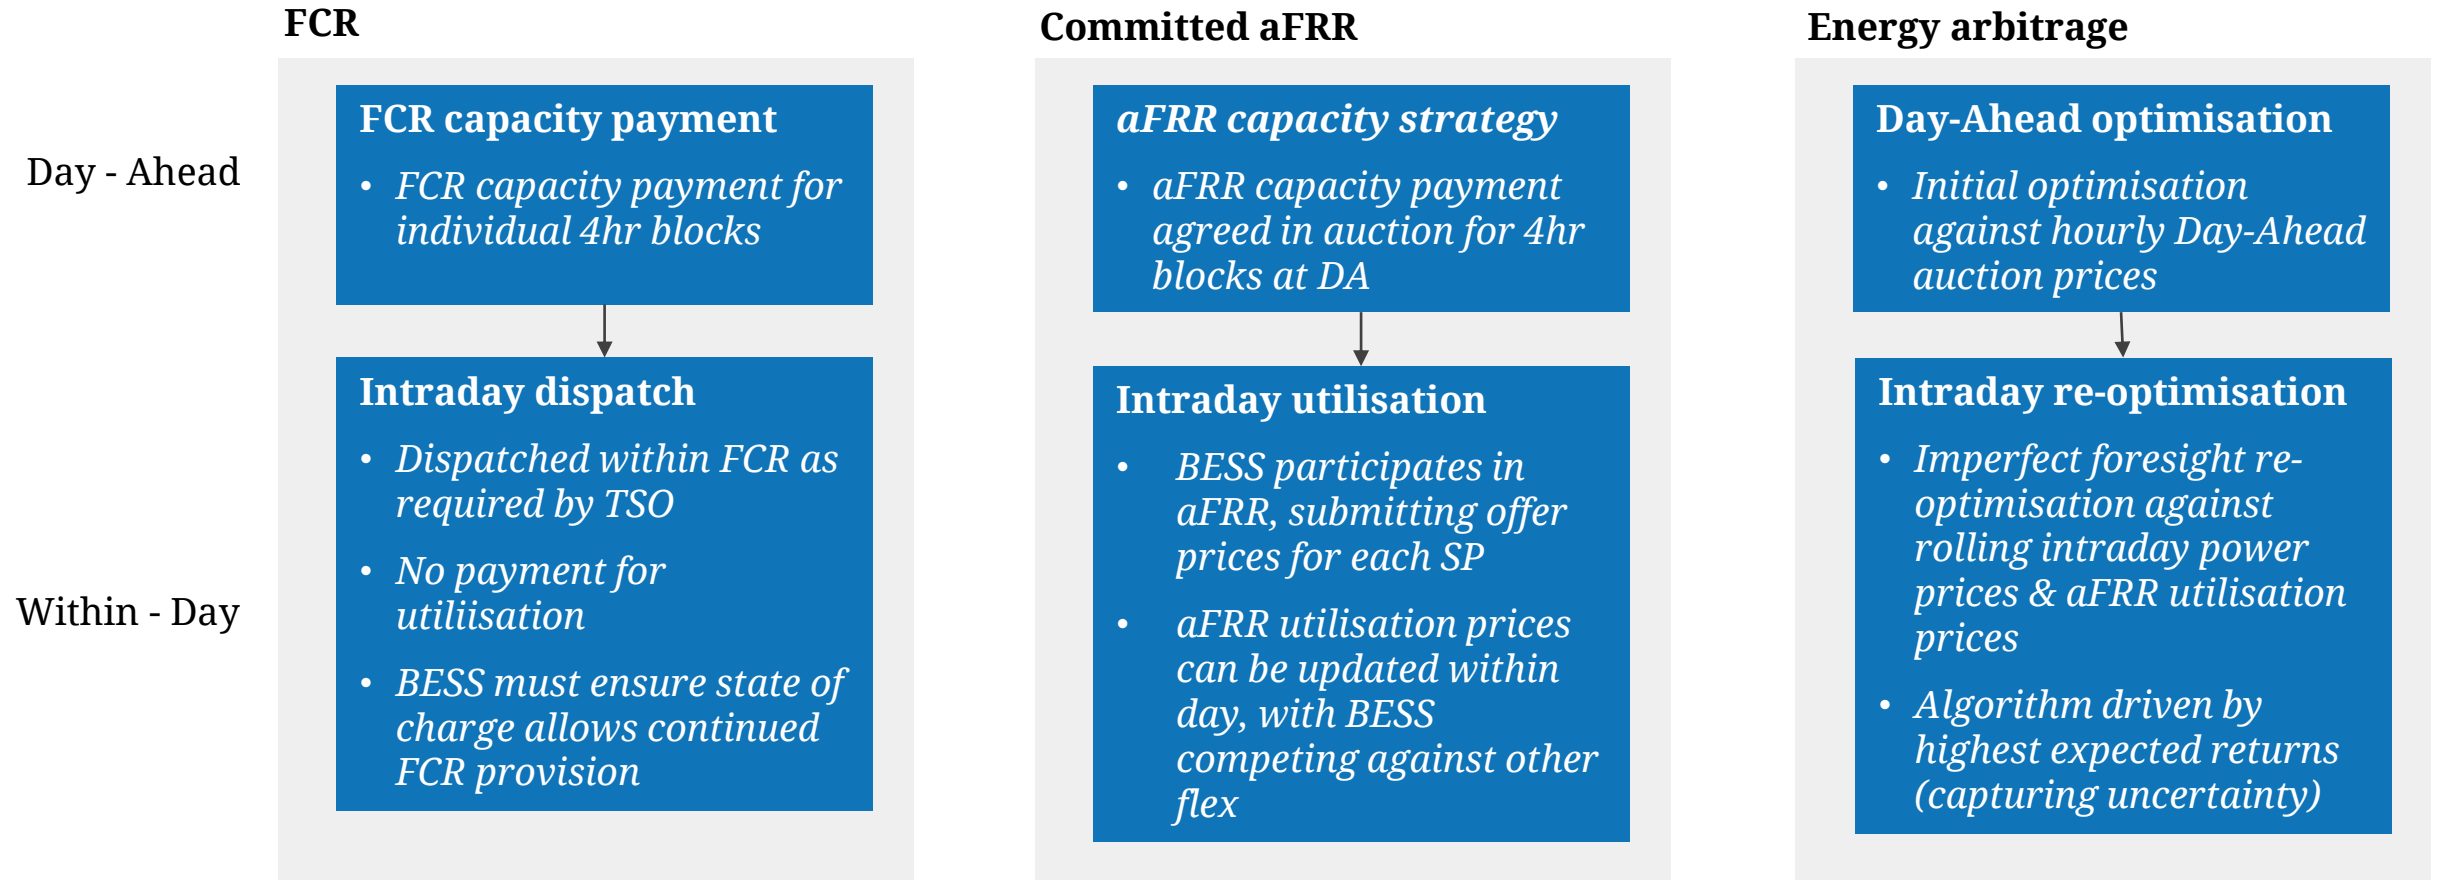 FCR
Committed aFRR
Energy arbitrage
Day - Ahead
FCR capacity payment
• FCR capacity payment for
individual 4hr blocks
aFRR capacity strategy
• aFRR capacity payment
agreed in auction for 4hr
blocks at DA
Day-Ahead optimisation
• Initial optimisation
against hourly Day-Ahead
auction prices
Within - Day
Intraday dispatch
• Dispatched within FCR as
required by TSO
• No payment for
utiliisation
• BESS must ensure state of
charge allows continued
FCR provision
Intraday utilisation
• BESS participates in
aFRR, submitting offer
prices for each SP
• aFRR utilisation prices
can be updated within
day, with BESS
competing against other
flex
Intraday re-optimisation
• Imperfect foresight re-
optimisation against
rolling intraday power
prices & aFRR utilisation
prices
• Algorithm driven by
highest expected returns
(capturing uncertainty)